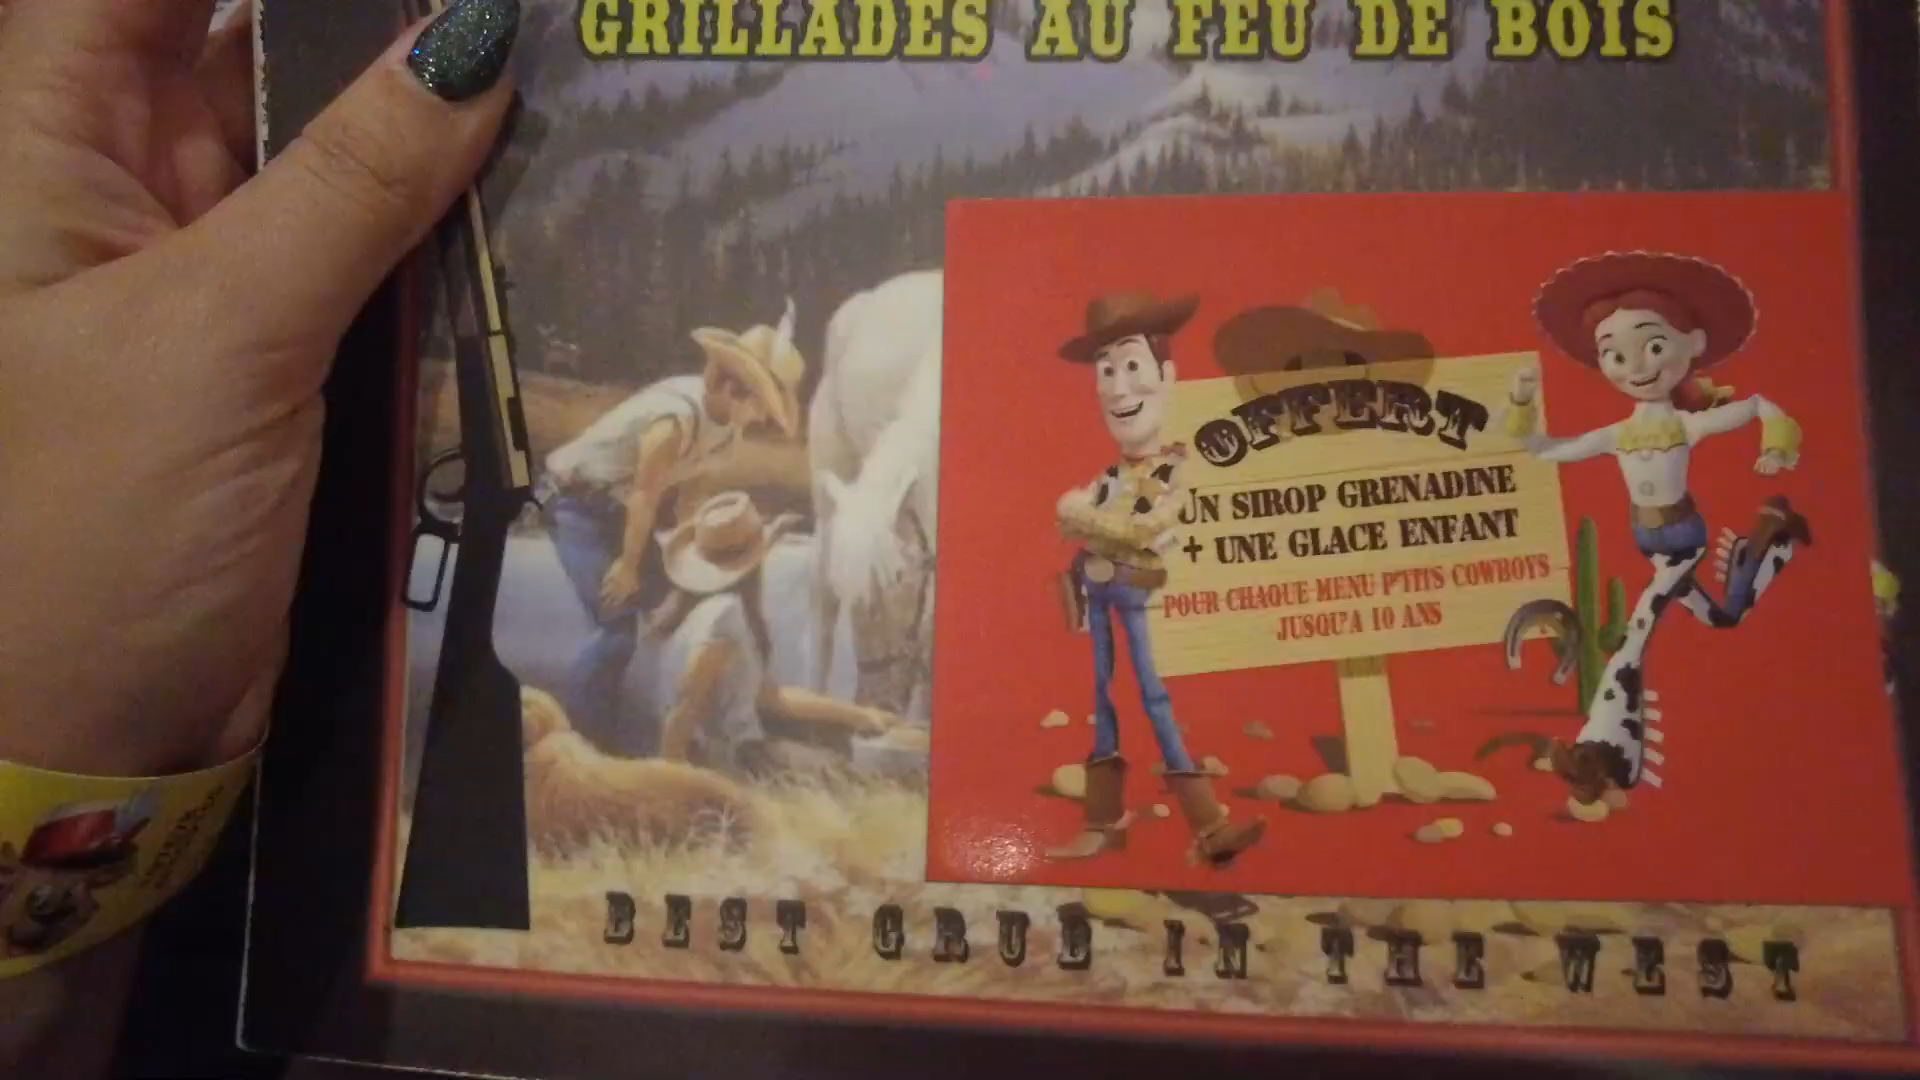 GRILLADES AU FEU DE BOIS
OFFERT
UN SIROP GRENADINE
+ UNE GLACE ENFANT
POUR CHAQUE MENU P'TITS COWBOYS
JUSQU'A 10 ANS
BEST GRUB IN THE WEST